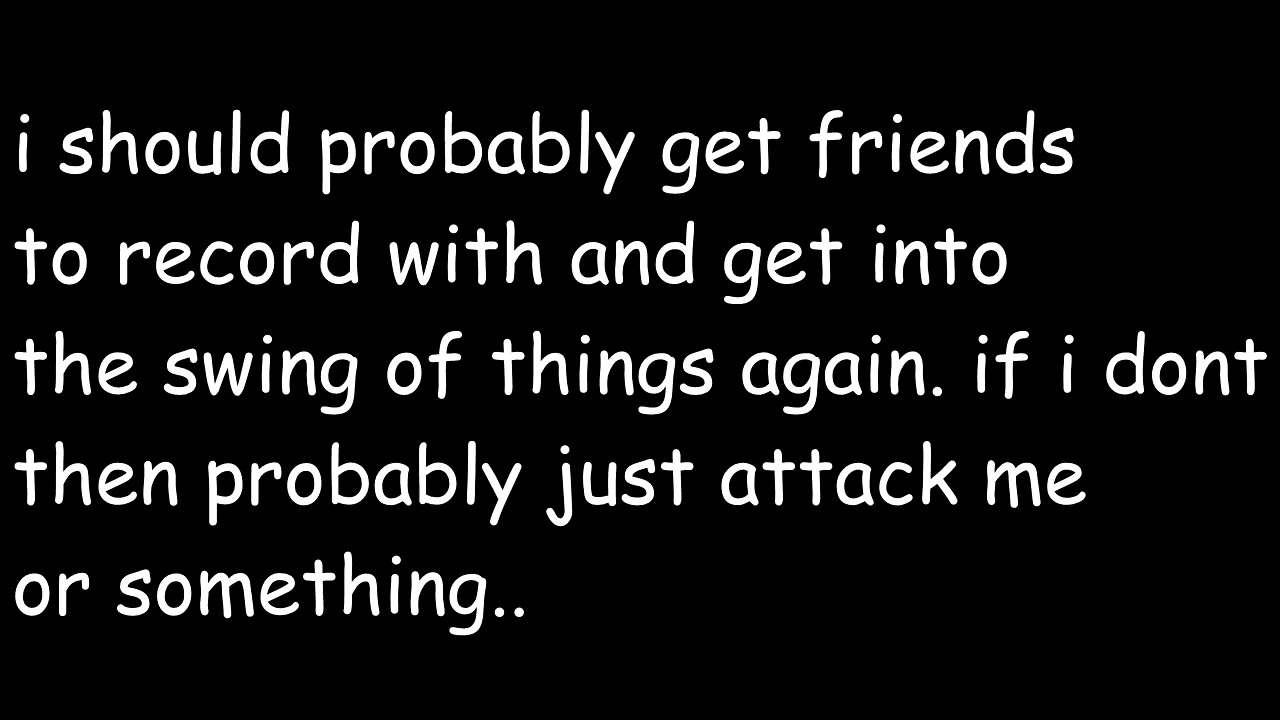 i should probably get friends
to record with and get into
the swing of things again. if i dont
then probably just attack me
or something..